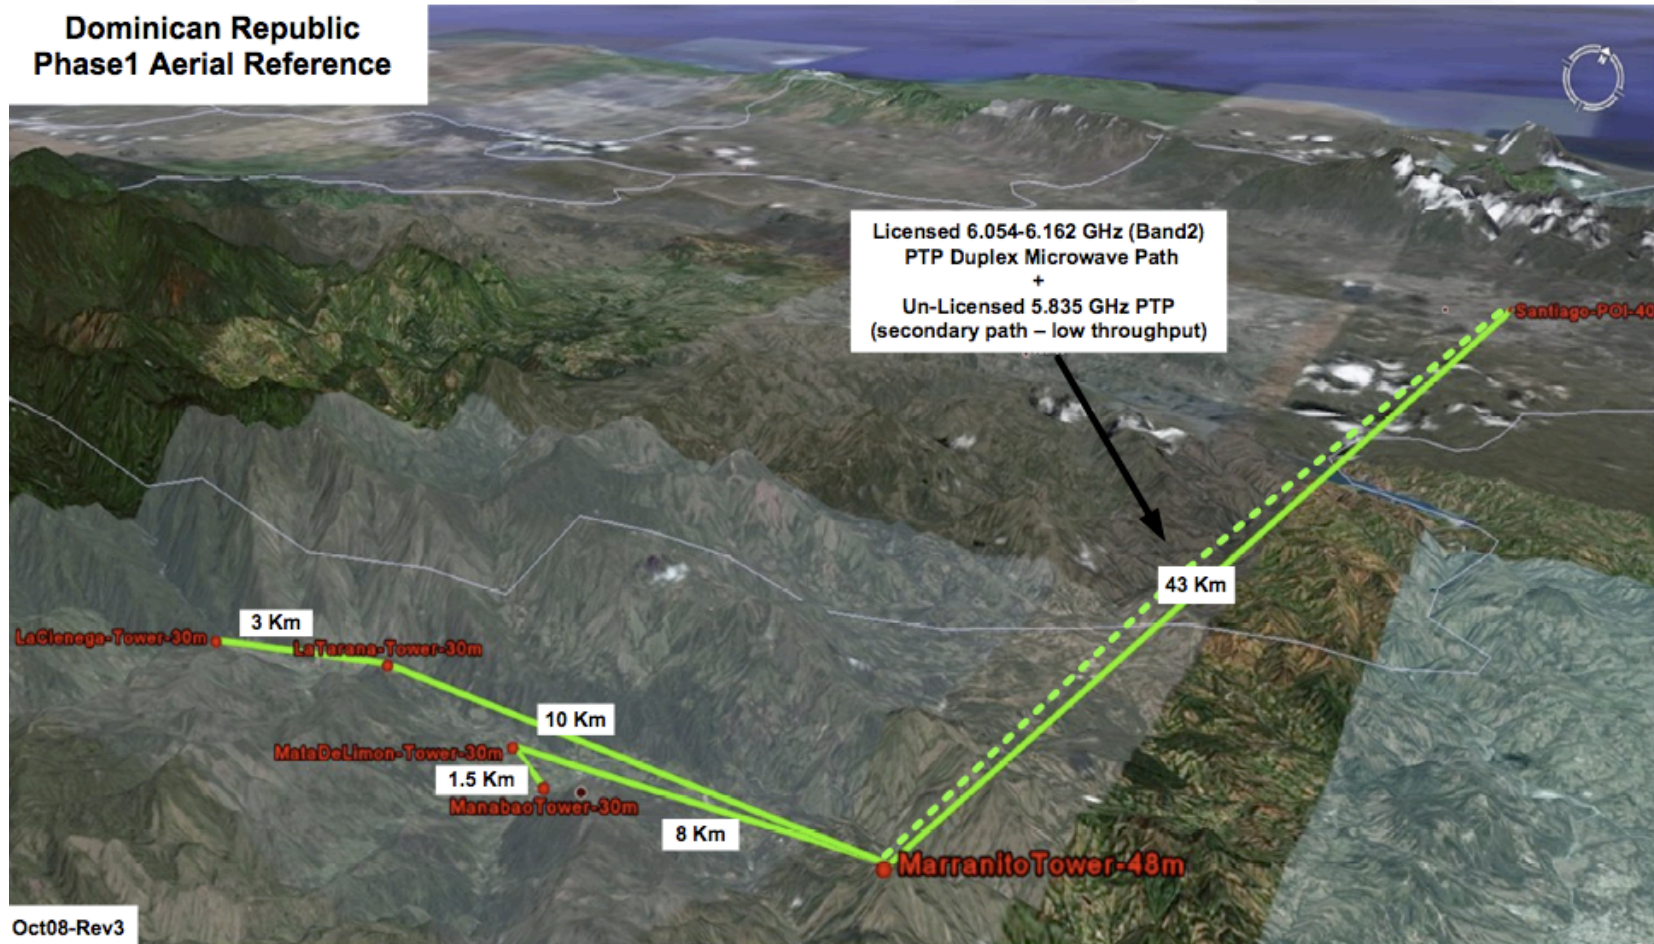 Dominican Republic
Phase1 Aerial Reference
N
Licensed 6.054-6.162 GHz (Band2)
PTP Duplex Microwave Path
+
Un-Licensed 5.835 GHz PTP
(secondary path – low throughput)
Santiago-POI-40
43 Km
3 Km
LaCienega-Tower-30m
LaTarana-Tower-30m
10 Km
MataDeLimon-Tower-30m
1.5 Km
ManabaoTower-30m
8 Km
MarranitoTower-48m
Oct08-Rev3